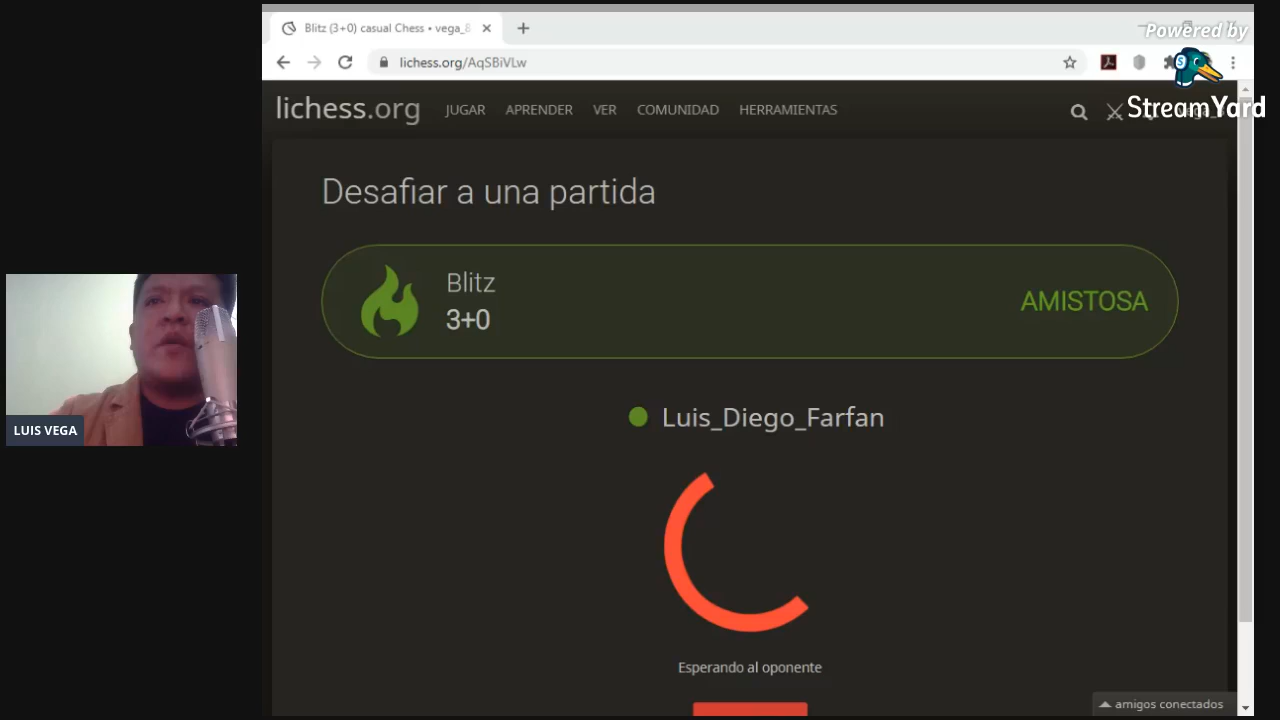 Blitz (3+0) casual Chess • vega_8
Powered by
lichess.org/AqSBiVLw
StreamYard
lichess.org
JUGAR
APRENDER
VER
COMUNIDAD
HERRAMIENTAS
Desafiar a una partida
Blitz
3+0
AMISTOSA
Luis_Diego_Farfan
LUIS VEGA
Esperando al oponente
amigos conectados